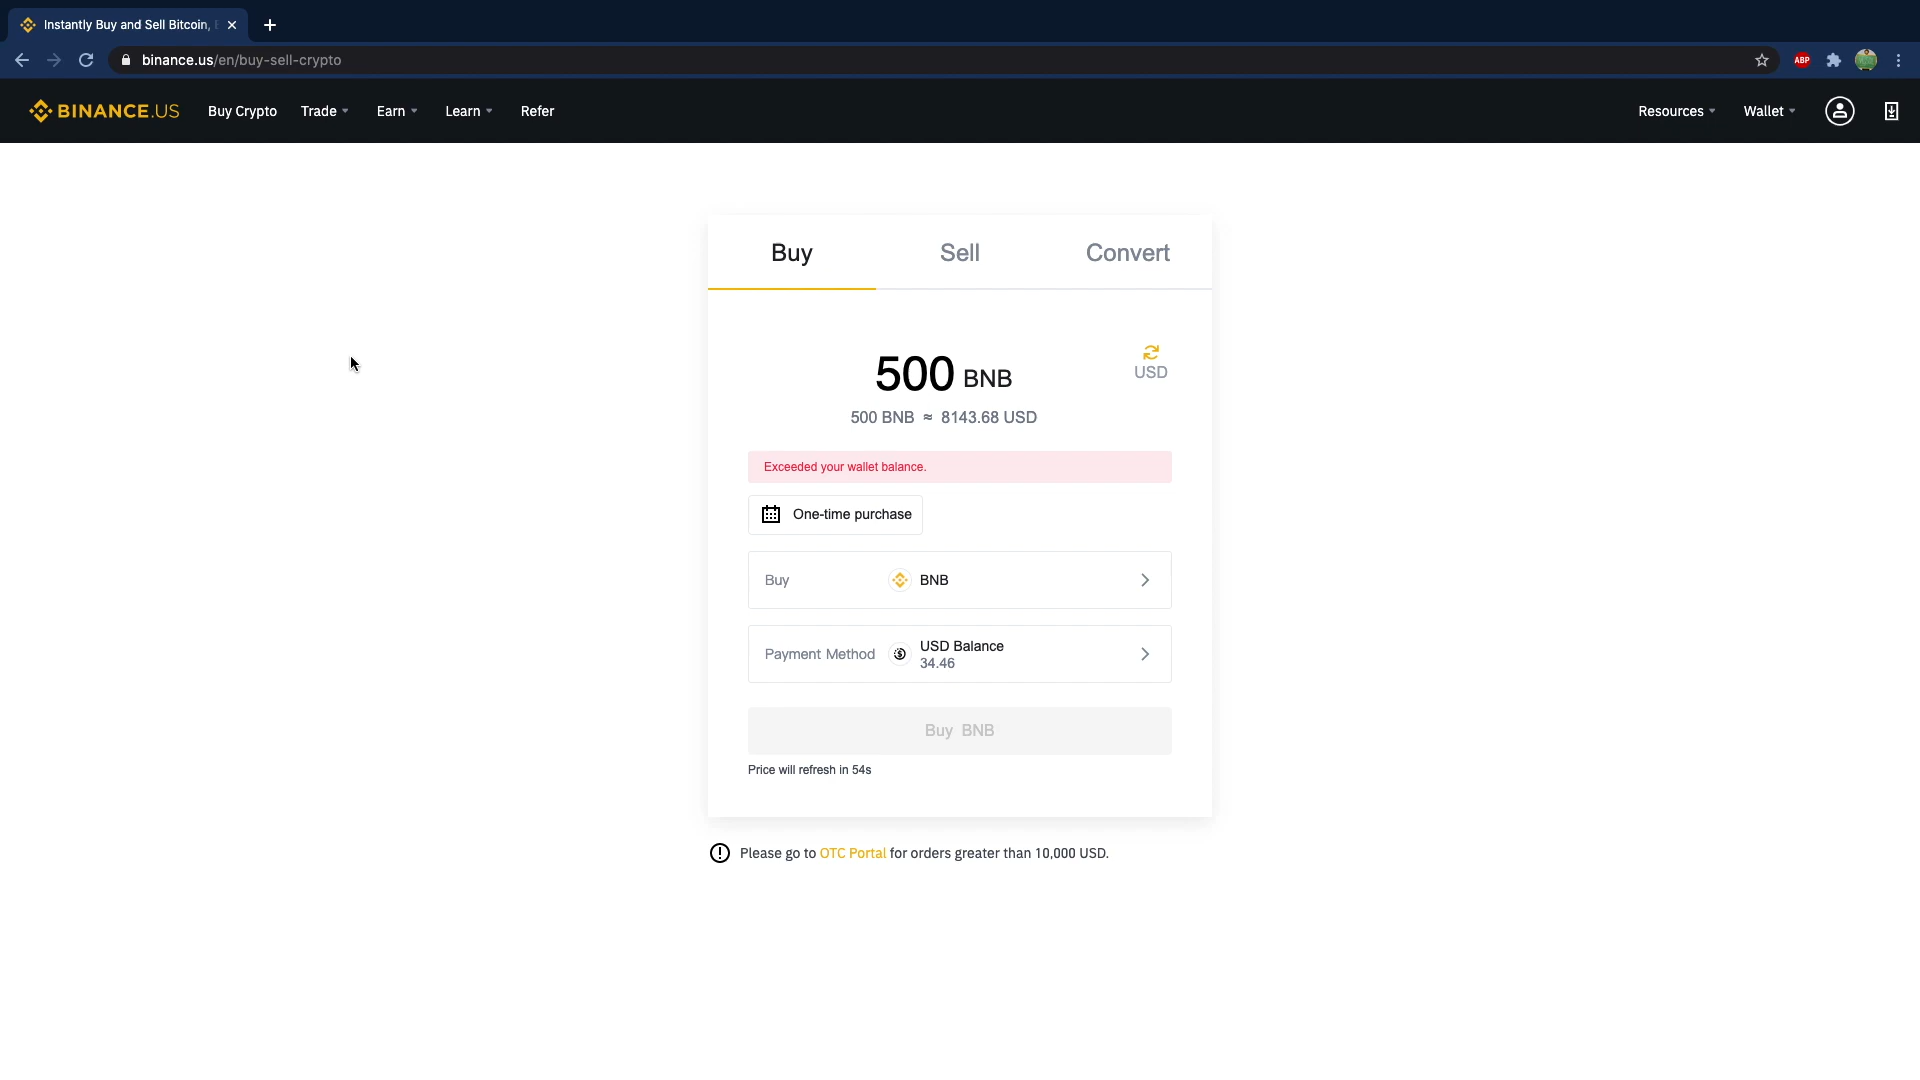 Instantly Buy and Sell Bitcoin,
binance.us/en/buy-sell-crypto
ABP
BINANCE.US Buy Crypto Trade Earn Learn Refer Resources Wallet
Buy Sell Convert
500 BNB
USD
500 BNB ≈ 8143.68 USD
Exceeded your wallet balance.
One-time purchase
Buy BNB
Payment Method USD Balance
34.46
Buy BNB
Price will refresh in 54s
Please go to OTC Portal for orders greater than 10,000 USD.